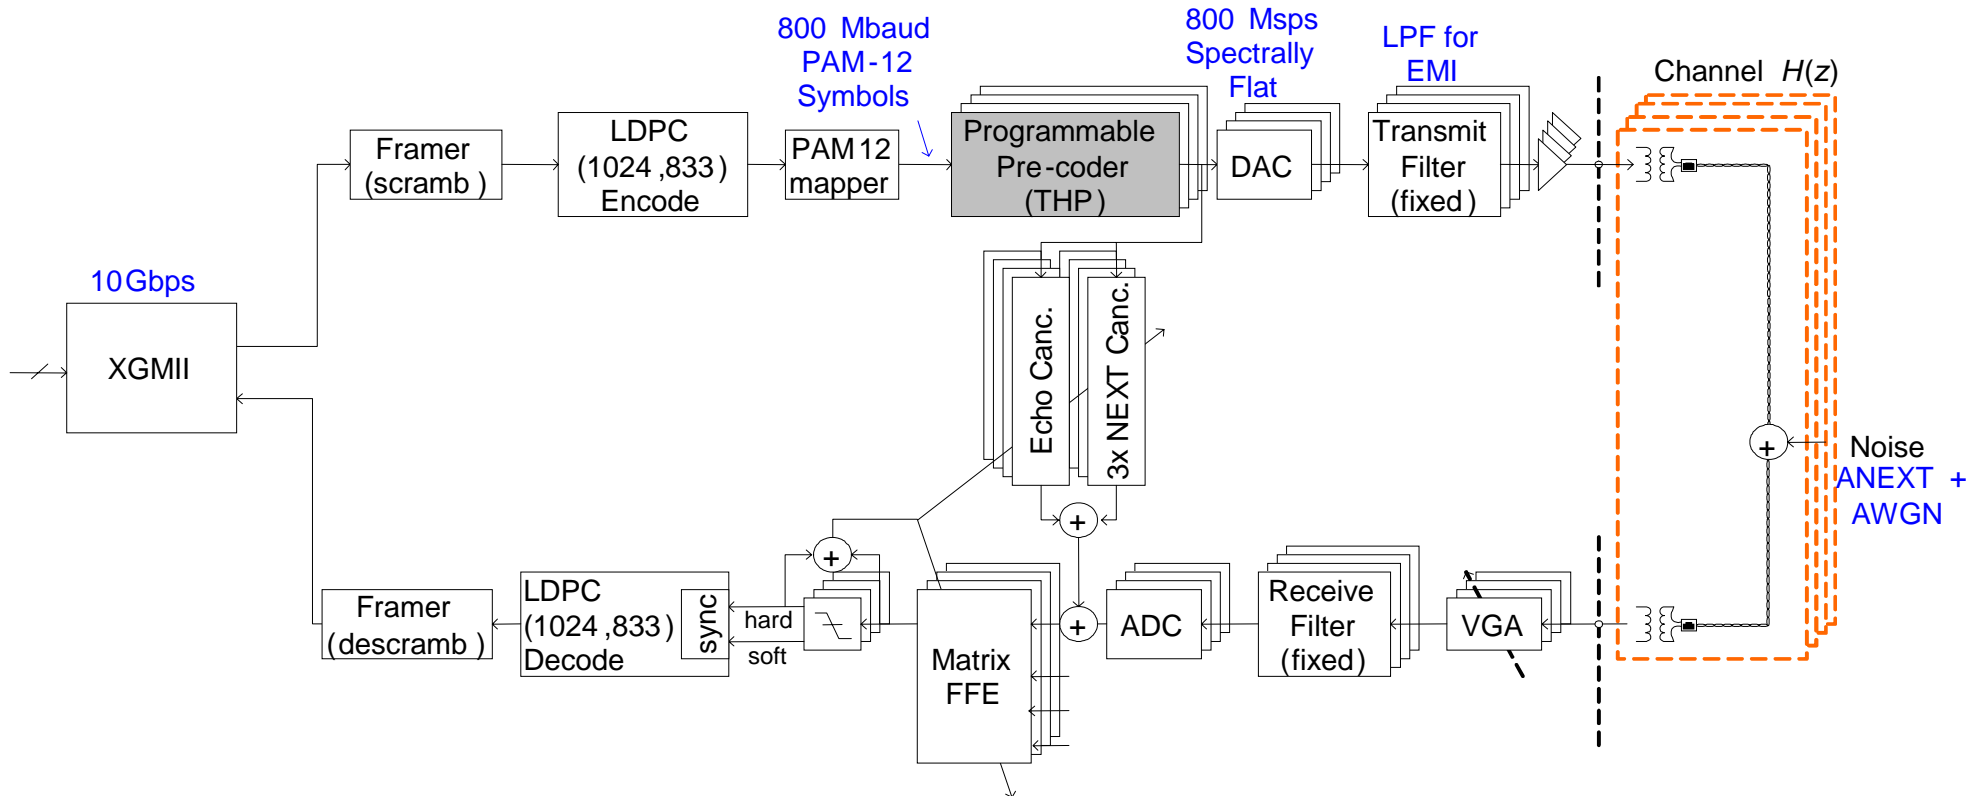 800 Mbaud
PAM-12
Symbols
800 Msps
Spectrally
Flat
LPF for
EMI
Channel H(z)
Framer
(scramb )
LDPC
(1024 ,833)
Encode
PAM12
mapper
Programmable
Pre-coder
(THP)
DAC
Transmit
Filter
(fixed )
10Gbps
XGMII
Echo Canc.
3x NEXT Canc.
+
Noise
ANEXT +
AWGN
+
+
Framer
(descramb )
LDPC
(1024 ,833)
Decode
sync
hard
soft
Matrix
FFE
+
ADC
Receive
Filter
(fixed)
VGA